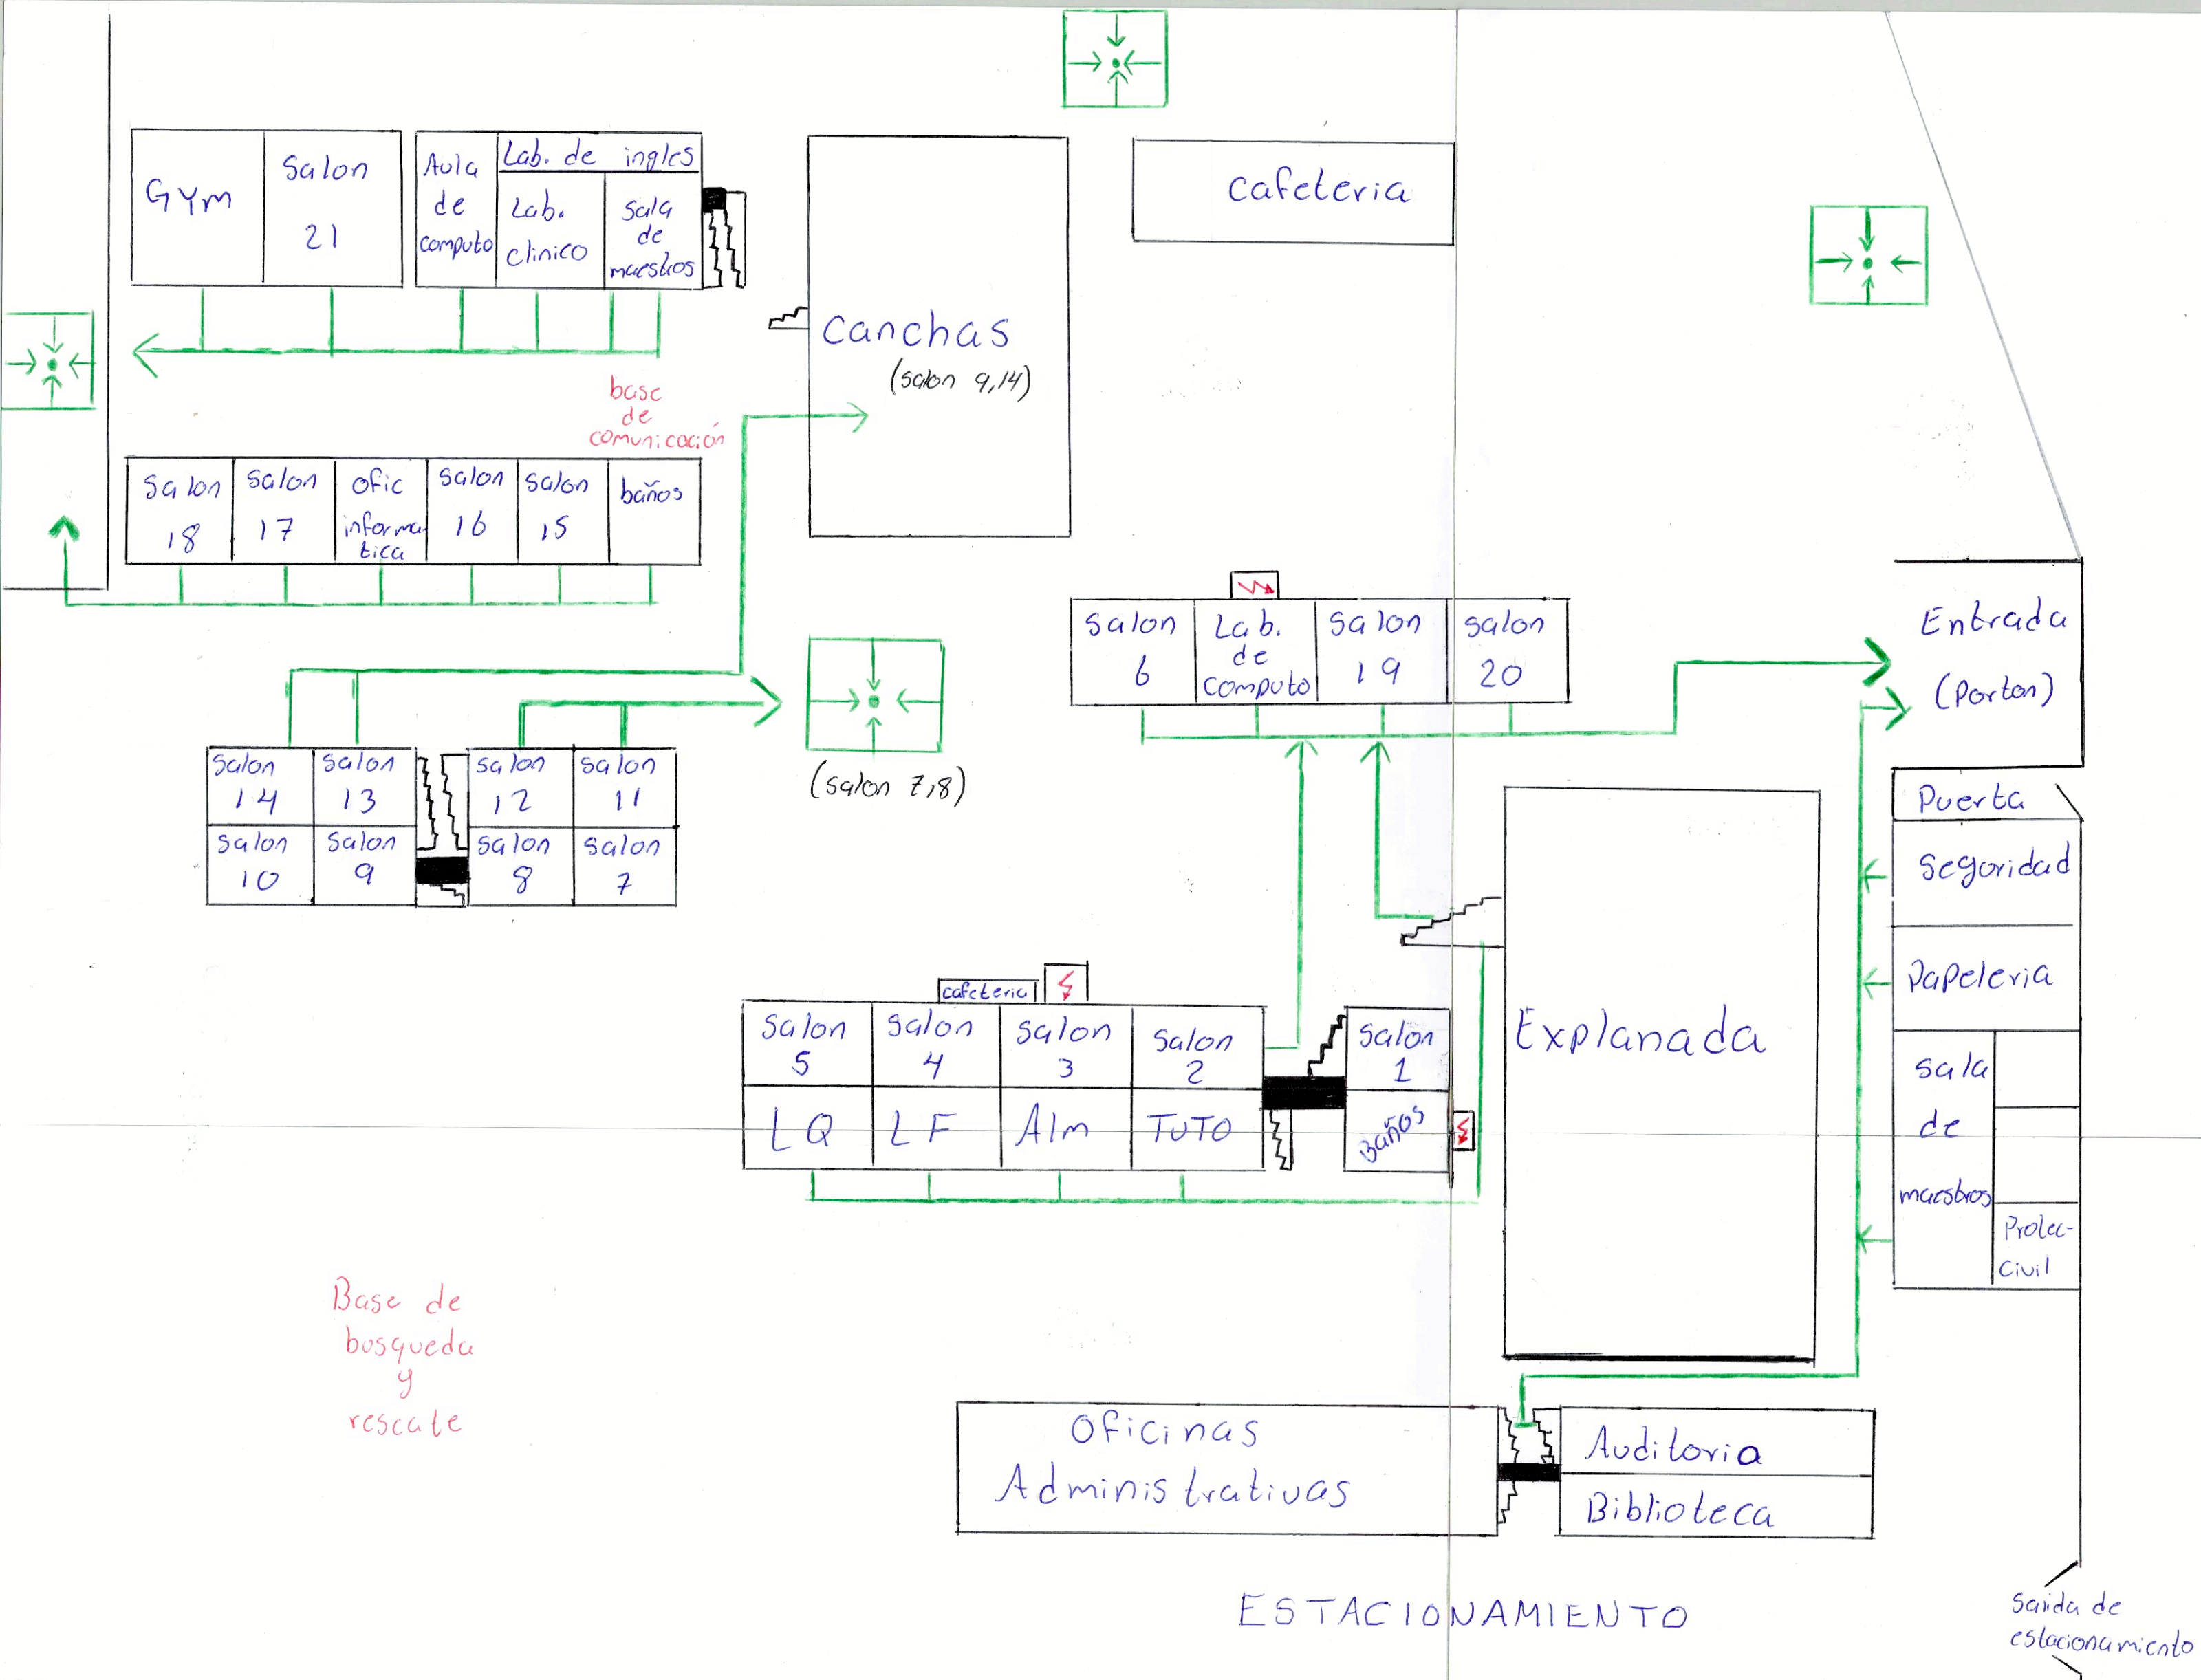 GYm
Salon
21
Aula
de
computo
Lab. de ingles
Lab.
clinico
Sala
de
maestros
Canchas
(salon 9,14)
Cafeteria
base
de
comunicación
Salon
18
Salon
17
Ofic
informa
tica
Salon
16
Salon
15
baños
Salon
14
Salon
13
Salon
12
Salon
11
Salon
10
Salon
9
Salon
8
Salon
7
(salon 7,8)
Salon
6
Lab.
de
Computo
Salon
19
Salon
20
Entrada
(Porton)
Puerta
Seguridad
Papeleria
Sala
de
maestros
Protec-
Civil
Explanada
cafeteria
Salon
5
Salon
4
Salon
3
Salon
2
Salon
1
LQ
LF
Alm
TUTO
Baños
Base de
bosqueda
y
rescate
Oficinas
Administrativas
Auditoria
Biblioteca
ESTACIONAMIENTO
Salida de
estacionamiento